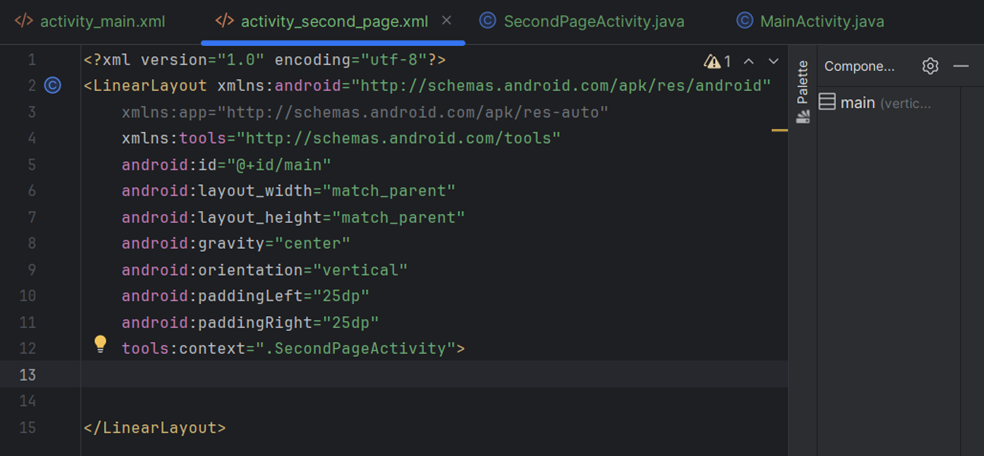 </> activity_main.xml </> activity_second_page.xml × C SecondPageActivity.java C MainActivity.java
1 <?xml version="1.0" encoding="utf-8"?> 1
2 C <LinearLayout xmlns:android="http://schemas.android.com/apk/res/android"
3 xmlns:app="http://schemas.android.com/apk/res-auto"
4 xmlns:tools="http://schemas.android.com/tools"
5 android:id="@+id/main"
6 android:layout_width="match_parent"
7 android:layout_height="match_parent"
8 android:gravity="center"
9 android:orientation="vertical"
10 android:paddingLeft="25dp"
11 android:paddingRight="25dp"
12 tools:context=".SecondPageActivity">
13
14
15 </LinearLayout>
Palette
Compone...
main (vertic...